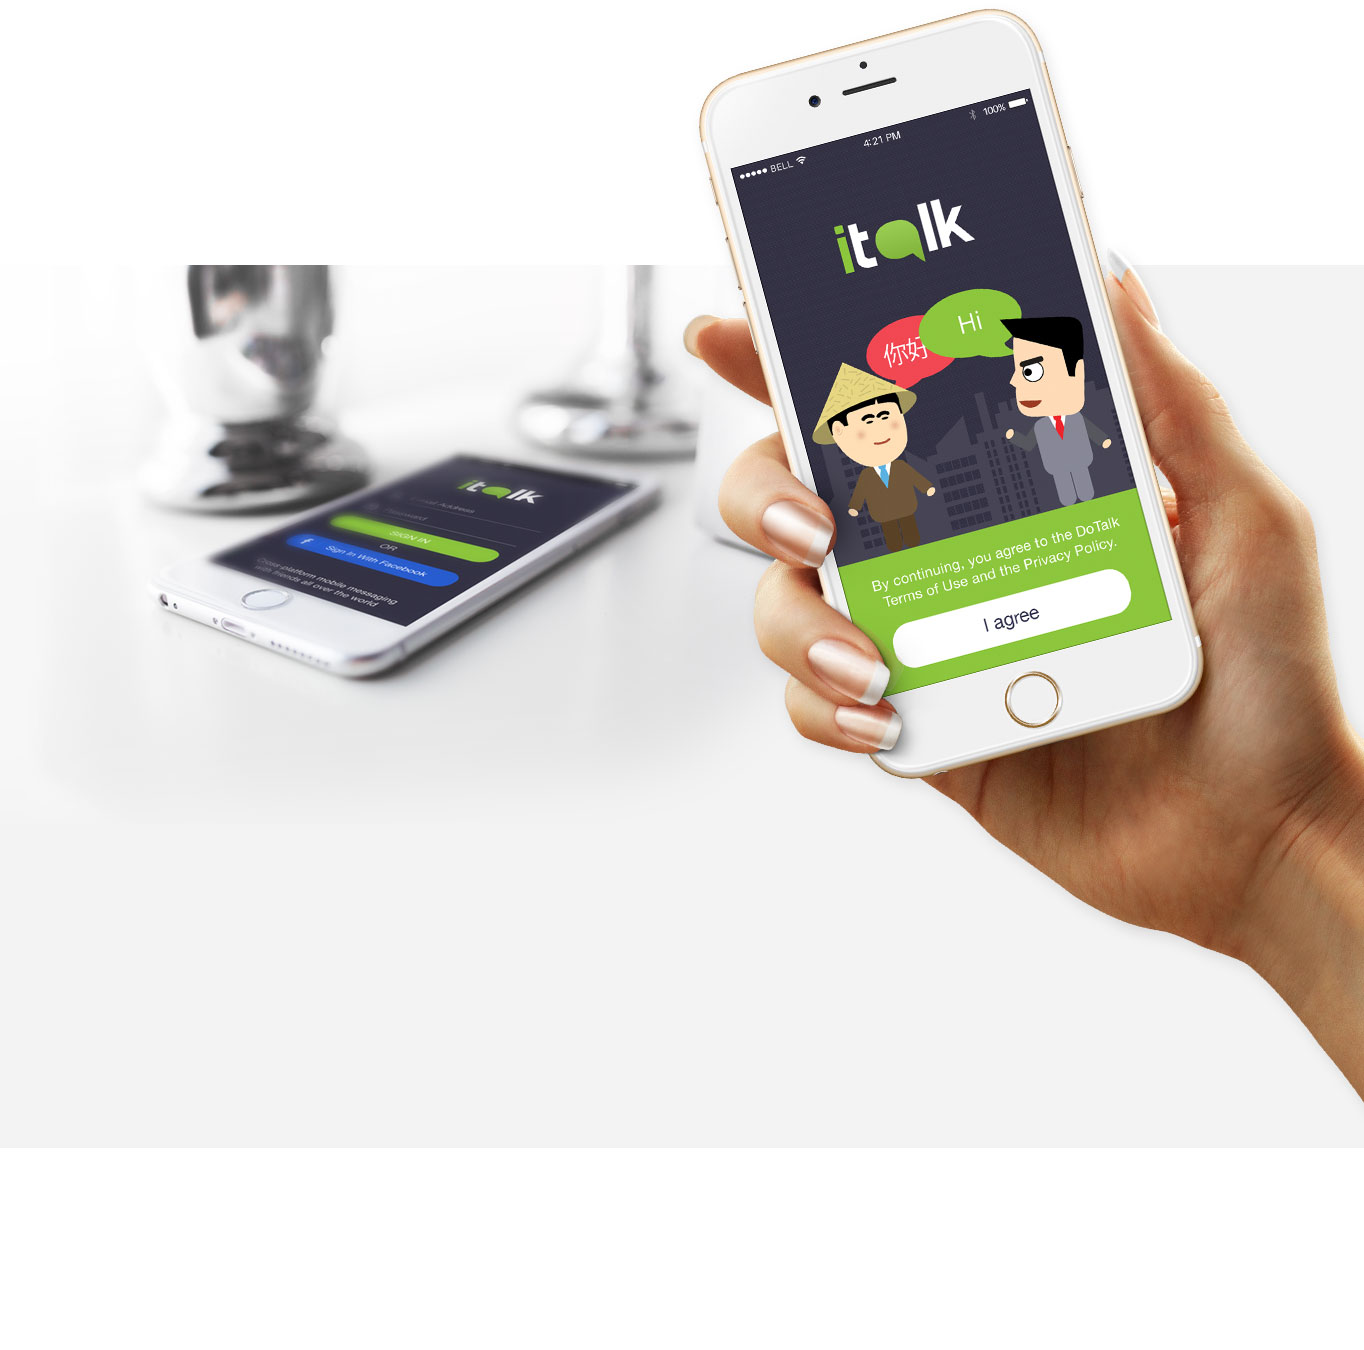 BELL
4:21 PM
100%
italk
你好
Hi
By continuing, you agree to the DoTalk
Terms of Use and the Privacy Policy.
I agree
italk
Email Address
Password
SIGN IN
OR
f Sign In With Facebook
Cross platform mobile messaging
with friends all over the world